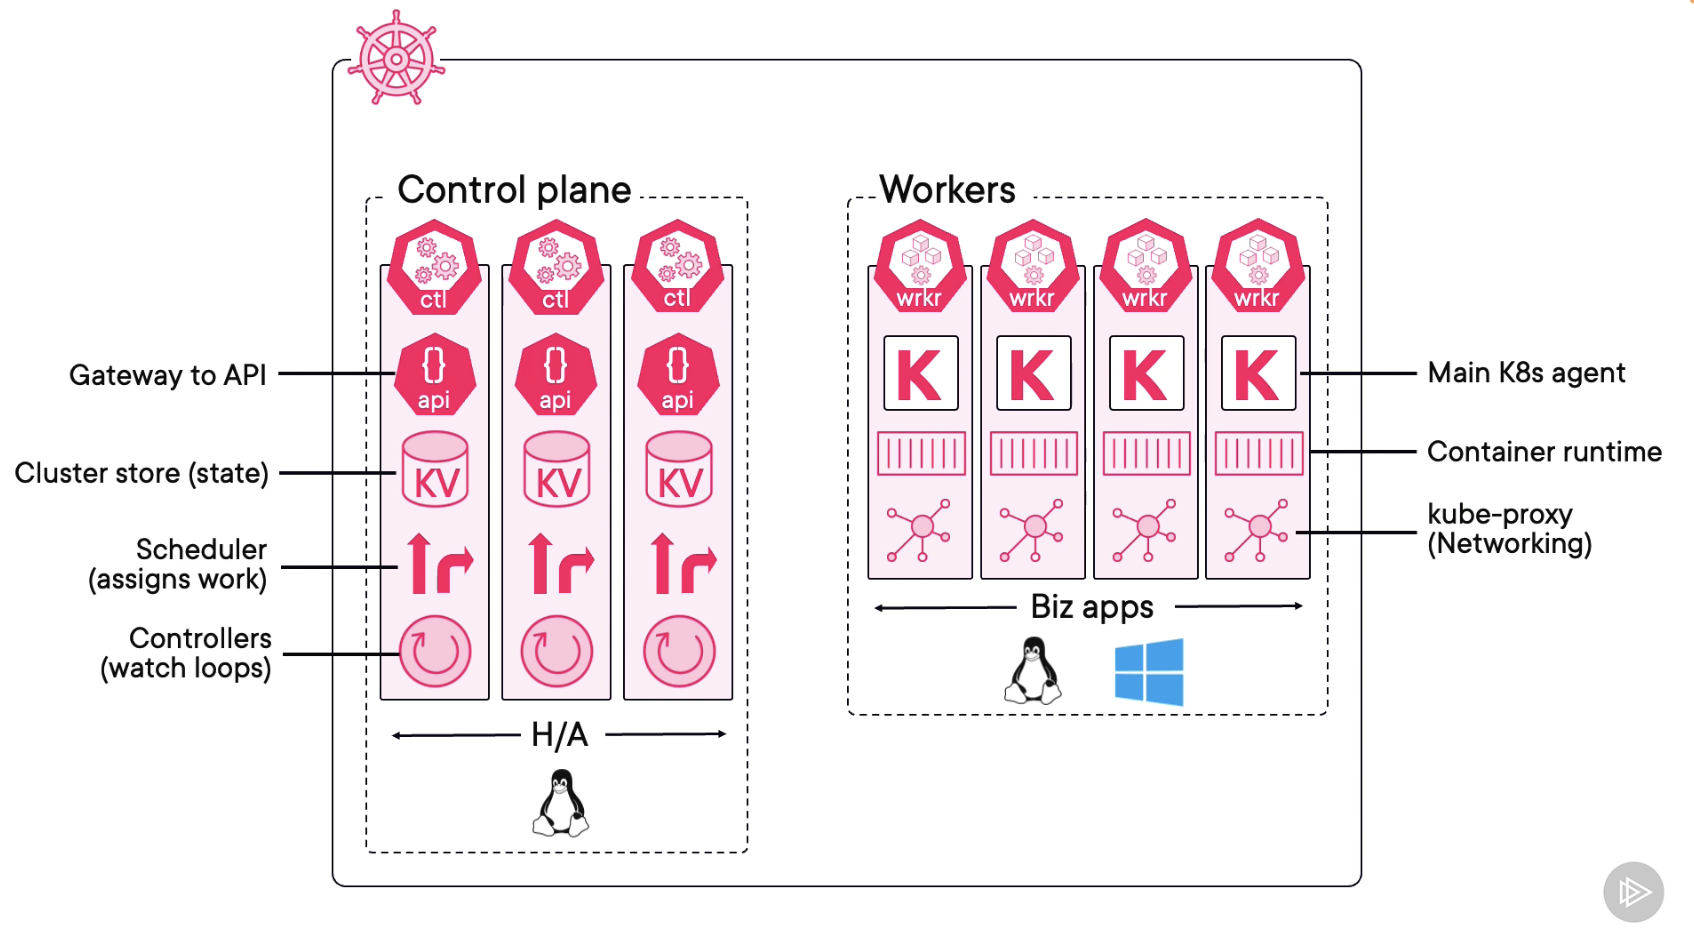 Control plane
Workers
ctl
ctl
ctl
wrkr
wrkr
wrkr
wrkr
Gateway to API
{}
api
{}
api
{}
api
K
K
K
K
Main K8s agent
Cluster store (state)
KV
KV
KV
Container runtime
Scheduler
(assigns work)
kube-proxy
(Networking)
Controllers
(watch loops)
Biz apps
H/A